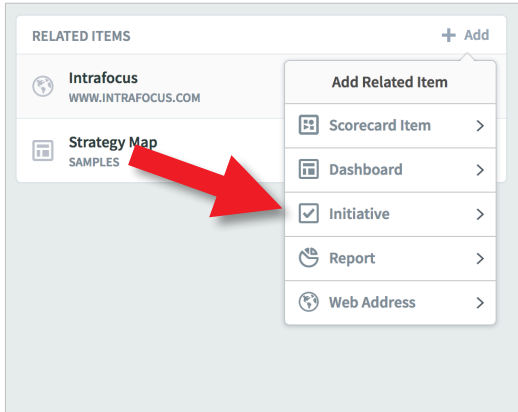 RELATED ITEMS
+ Add
Intrafocus
WWW.INTRAFOCUS.COM
Strategy Map
SAMPLES
Add Related Item
Scorecard Item
Dashboard
Initiative
Report
Web Address